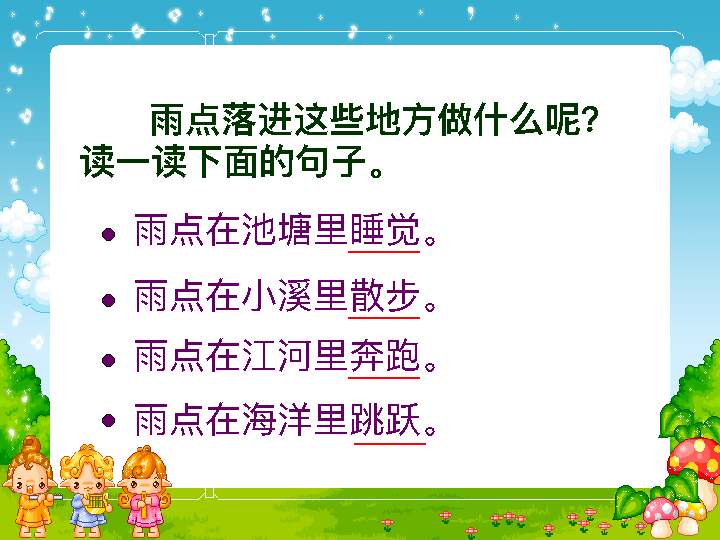 雨点落进这些地方做什么呢?
读一读下面的句子。
• 雨点在池塘里睡觉。
• 雨点在小溪里散步。
• 雨点在江河里奔跑。
• 雨点在海洋里跳跃。